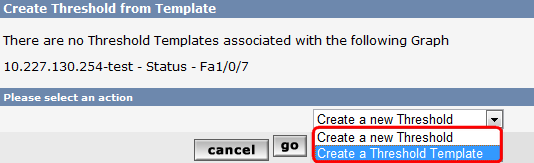 Create Threshold from Template
There are no Threshold Templates associated with the following Graph
10.227.130.254-test - Status - Fa1/0/7
Please select an action
Create a new Threshold
Create a new Threshold
Create a Threshold Template
cancel
go